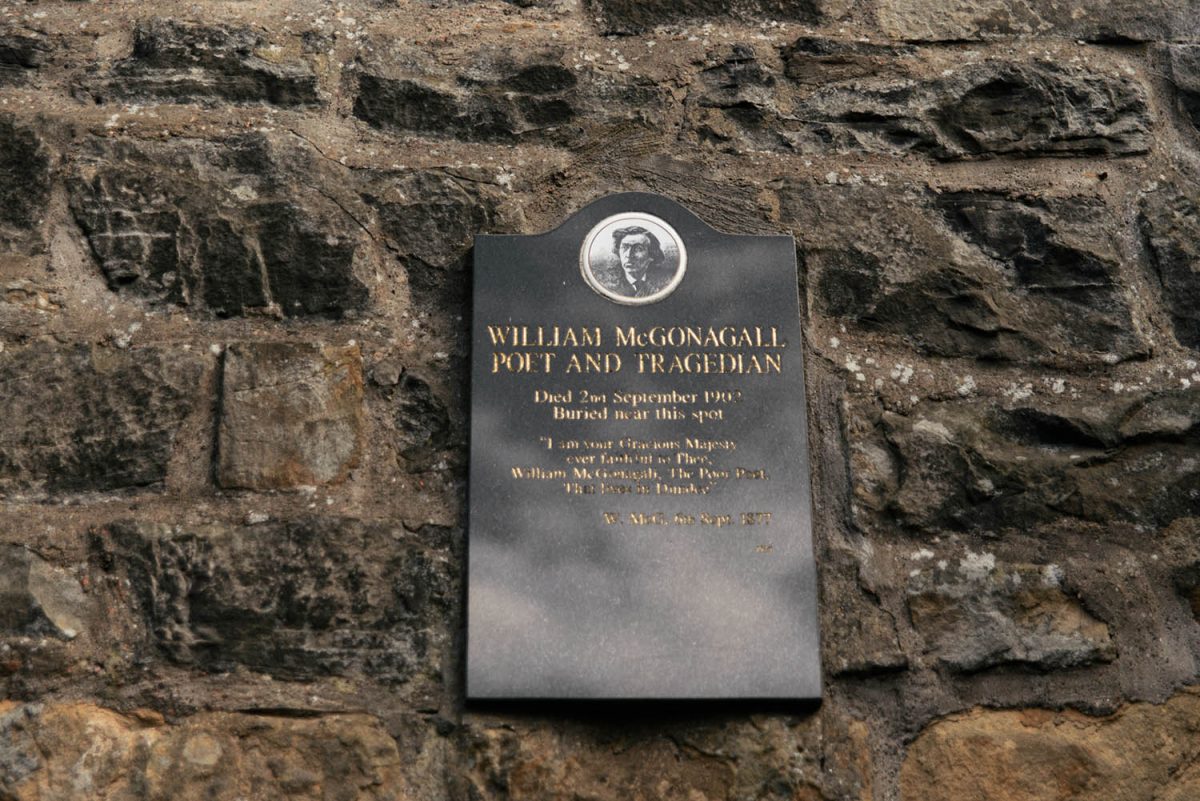 WILLIAM McGONAGALL
POET AND TRAGEDIAN
Died 2nd September 1902
Buried near this spot
"I am your Gracious Majesty
ever faithful to Thee,
William McGonagall, The Poor Poet,
That lives in Dundee"
W. McG. 6th Sept. 1877